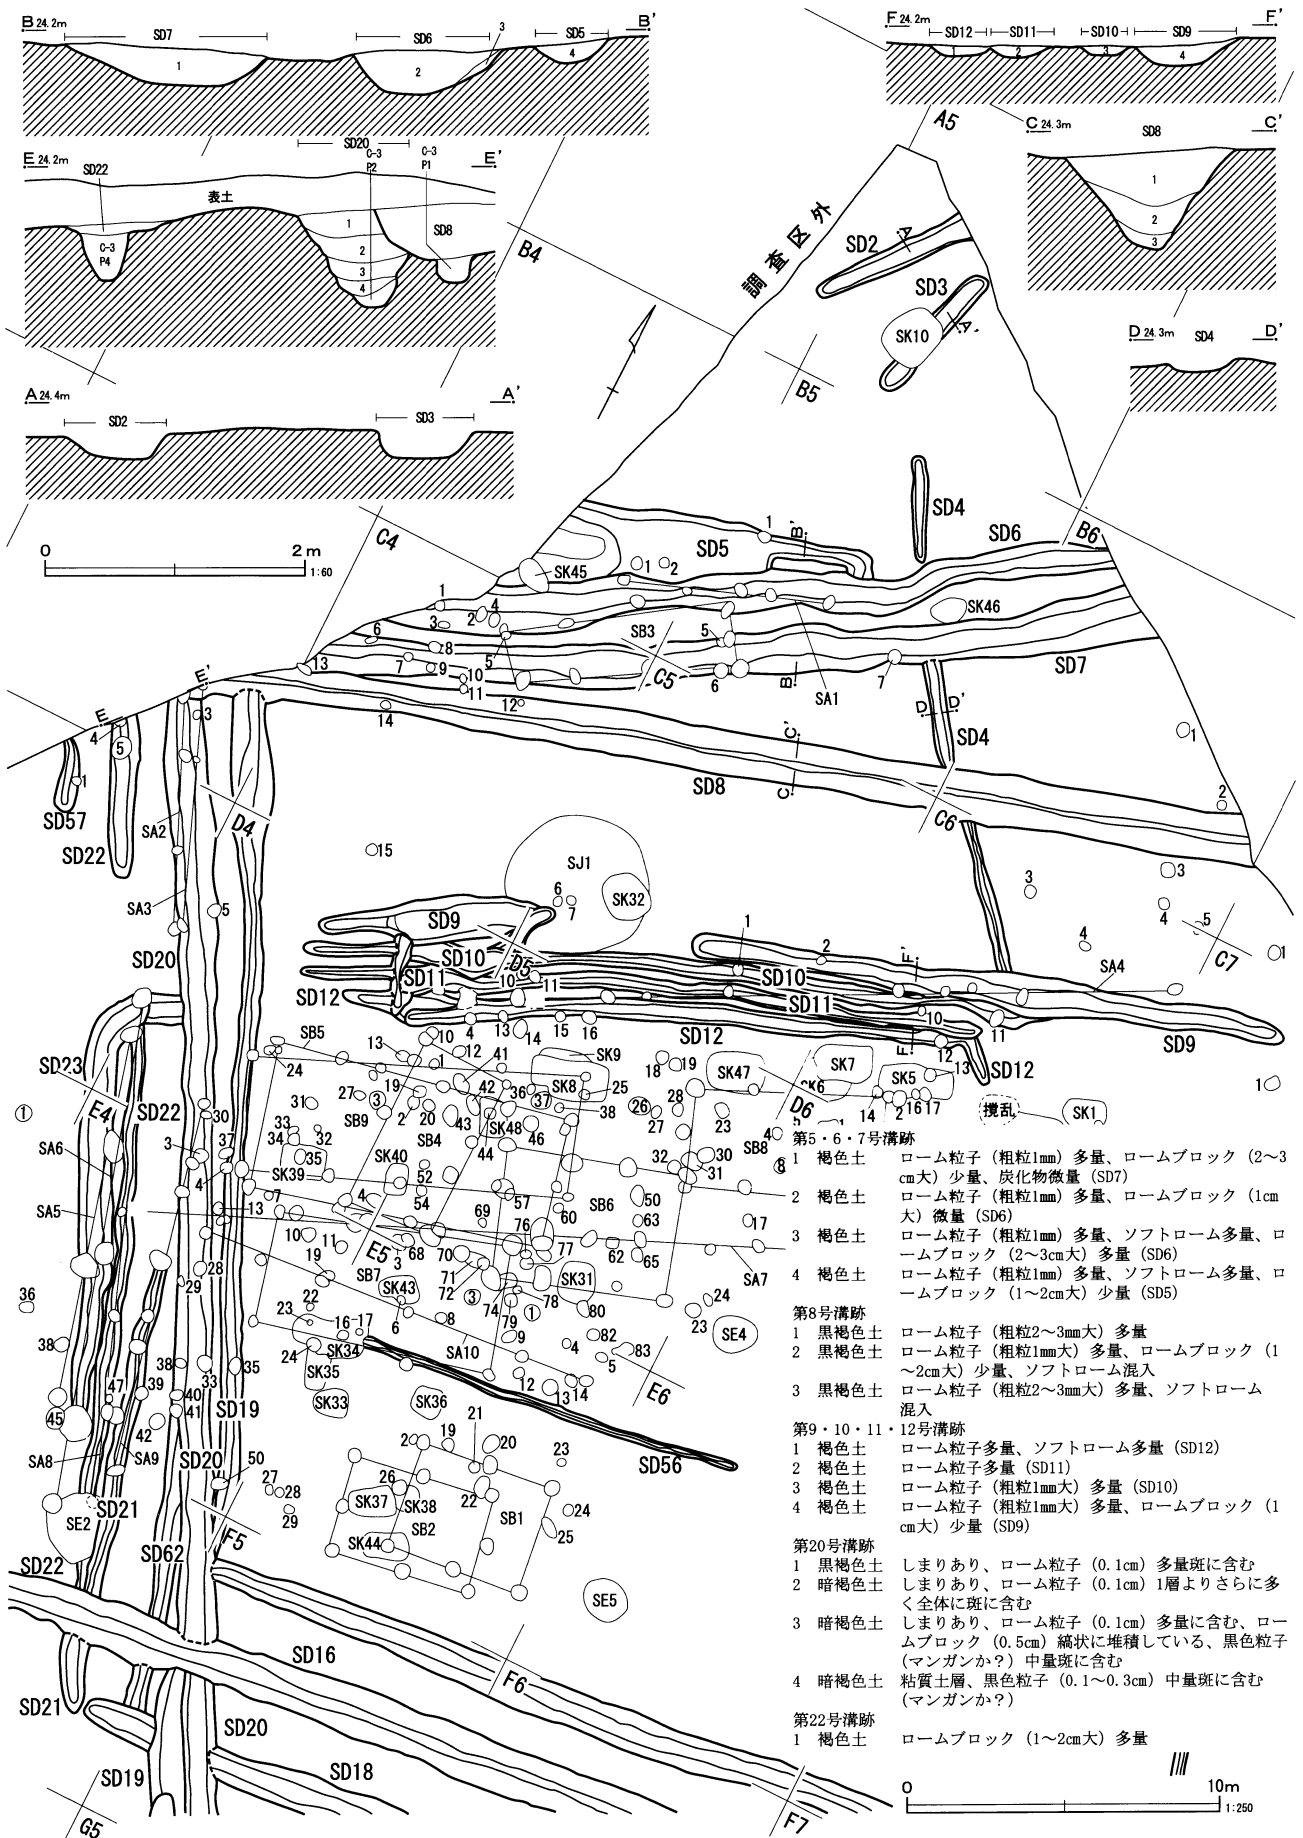 B 24.2m
B'
SD7
SD6
SD5
3
1
2
4
F 24.2m
F'
SD12
SD11
SD10
SD9
1
2
3
4
E 24.2m
E'
SD22
表土
SD20
C-3
P2
C-3
P1
SD8
C-3
P4
1
2
3
4
C 24.3m
C'
SD8
1
2
3
D 24.3m
D'
SD4
A 24.4m
A'
SD2
SD3
0
2m
1:60
A5
B4
B5
B6
C4
C5
C6
C7
D4
D5
D6
E4
E5
E6
F5
F6
F7
G5
調査区外
SD2
SD3
SK10
SD4
SD5
SD6
SK45
SK46
SB3
SA1
SD7
SD4
SD8
SD57
SD22
SA2
SA3
SD20
SJ1
SK32
SD9
SD10
SD11
SD12
SD10
SD11
SD12
SA4
SD9
SD12
SD23
SD22
SA6
SA5
SB5
SK9
SK8
SK47
SK7
SK6
SK5
撹乱
SK1
SB9
SB4
SK48
SK40
SK39
SB8
SB6
SA7
SB7
SK43
SK31
SE4
SK34
SK35
SK33
SA10
SK36
SD56
SD19
SD20
SA8
SA9
SE2
SD21
SD62
SK37
SK38
SB2
SK44
SB1
SE5
SD22
SD16
SD21
SD20
SD19
SD18
第5・6・7号溝跡
1 褐色土 ローム粒子（粗粒1mm）多量、ロームブロック（2～3
cm大）少量、炭化物微量（SD7）
2 褐色土 ローム粒子（粗粒1mm）多量、ロームブロック（1cm
大）微量（SD6）
3 褐色土 ローム粒子（粗粒1mm）多量、ソフトローム多量、ロ
ームブロック（2～3cm大）多量（SD6）
4 褐色土 ローム粒子（粗粒1mm）多量、ソフトローム多量、ロ
ームブロック（1～2cm大）少量（SD5）
第8号溝跡
1 黒褐色土 ローム粒子（粗粒2～3mm大）多量
2 黒褐色土 ローム粒子（粗粒1mm大）多量、ロームブロック（1
～2cm大）少量、ソフトローム混入
3 黒褐色土 ローム粒子（粗粒2～3mm大）多量、ソフトローム
混入
第9・10・11・12号溝跡
1 褐色土 ローム粒子多量、ソフトローム多量（SD12）
2 褐色土 ローム粒子多量（SD11）
3 褐色土 ローム粒子（粗粒1mm大）多量（SD10）
4 褐色土 ローム粒子（粗粒1mm大）多量、ロームブロック（1
cm大）少量（SD9）
第20号溝跡
1 黒褐色土 しまりあり、ローム粒子（0.1cm）多量斑に含む
2 暗褐色土 しまりあり、ローム粒子（0.1cm）1層よりさらに多
く全体に斑に含む
3 暗褐色土 しまりあり、ローム粒子（0.1cm）多量に含む、ロー
ムブロック（0.5cm）縞状に堆積している、黒色粒子
（マンガンか？）中量斑に含む
4 暗褐色土 粘質土層、黒色粒子（0.1～0.3cm）中量斑に含む
（マンガンか？）
第22号溝跡
1 褐色土 ロームブロック（1～2cm大）多量
0
10m
1:250